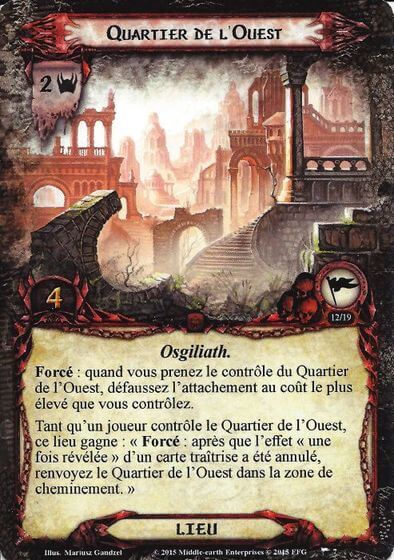 Quartier de l'Ouest
2
4
12/19
Osgiliath.
Forcé : quand vous prenez le contrôle du Quartier
de l'Ouest, défaussez l'attachement au coût le plus
élevé que vous contrôlez.
Tant qu'un joueur contrôle le Quartier de l'Ouest,
ce lieu gagne : « Forcé : après que l'effet « une
fois révélée » d'un carte traîtrise a été annulé,
renvoyez le Quartier de l'Ouest dans la zone de
cheminement. »
LIEU
Illus. Mariusz Gandzel © 2015 Middle-earth Enterprises © 2015 FFG